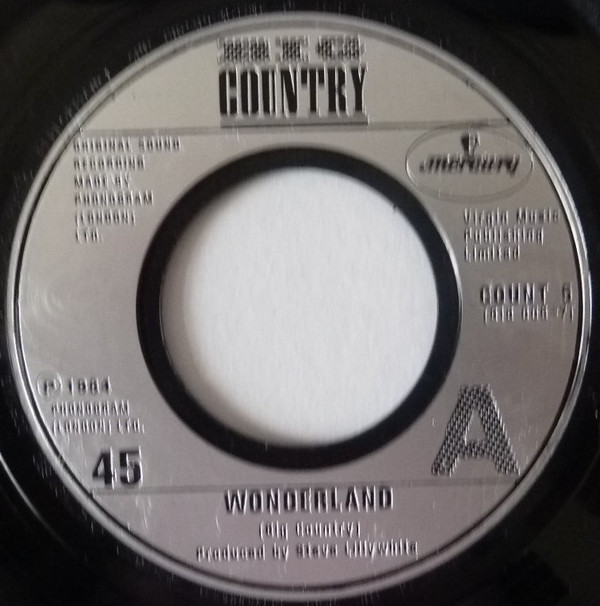 BIG
COUNTRY
ORIGINAL SOUND
RECORDING
MADE BY
PHONOGRAM
(LONDON)
LTD.
mercury
Virgin Music
Publishing
Limited
COUNT 5
Ⓟ 1984
PHONOGRAM
(LONDON) LTD.
45
A
WONDERLAND
(Big Country)
Produced by Steve Lillywhite